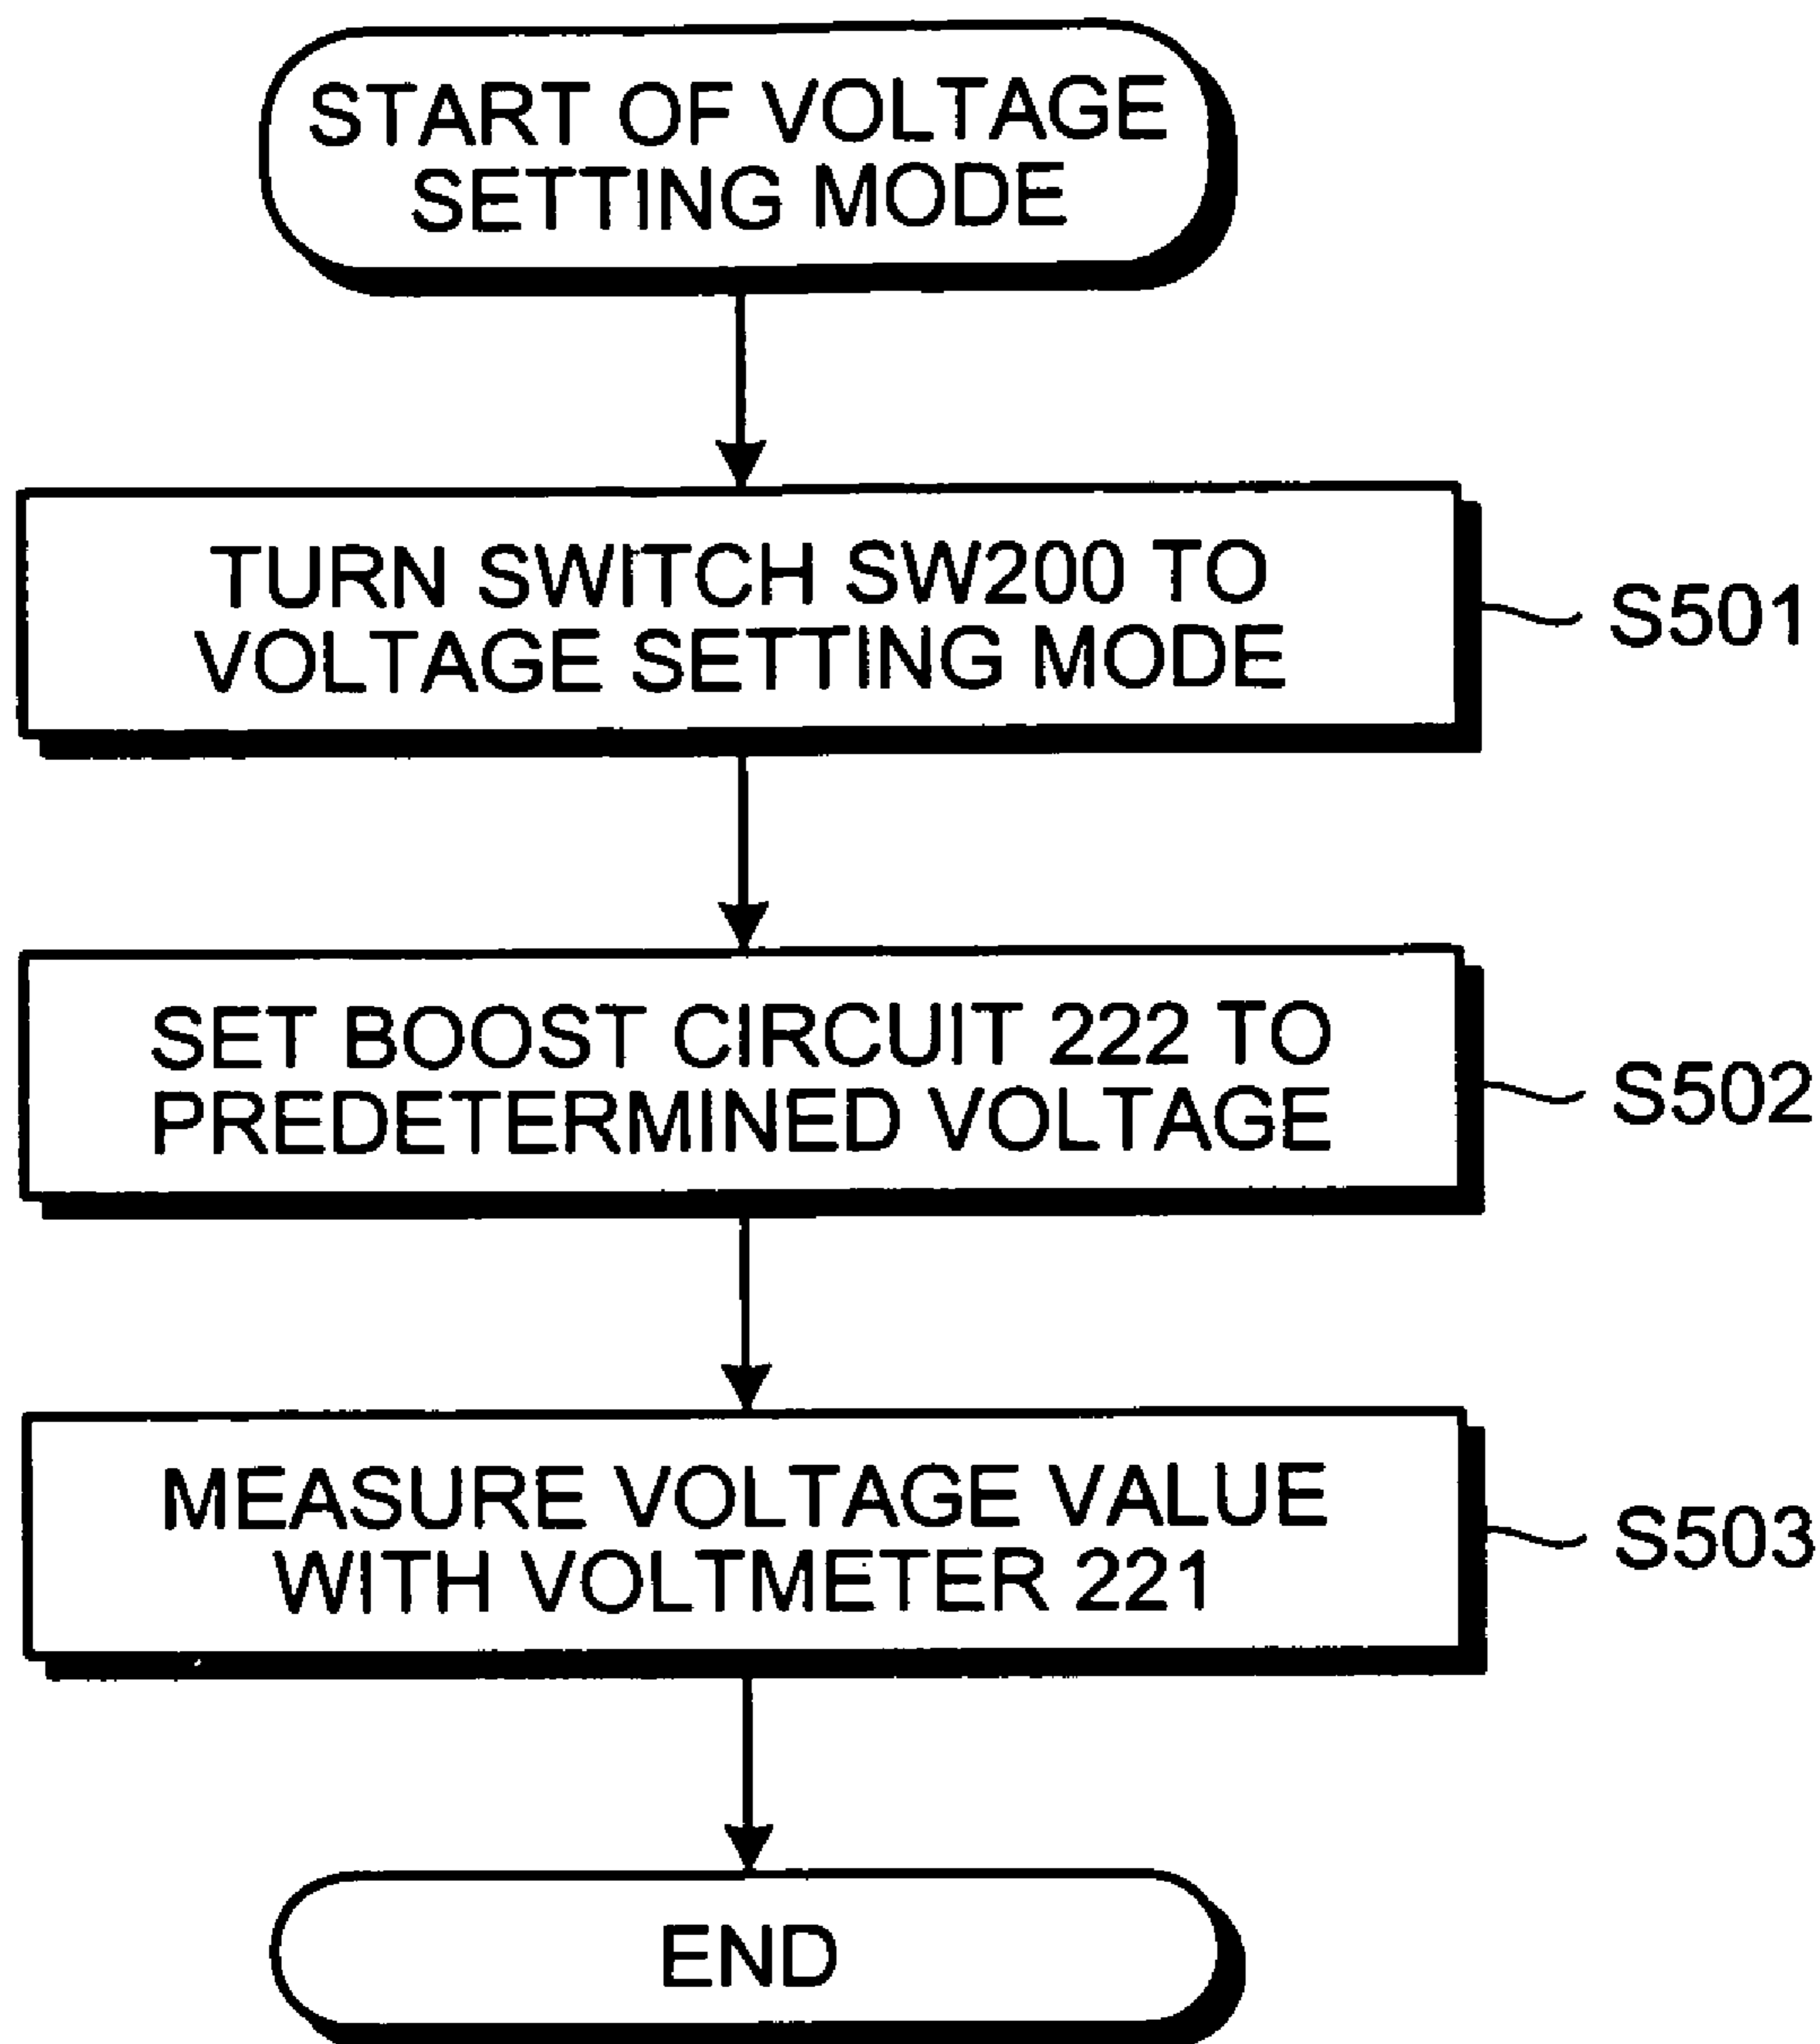 START OF VOLTAGE
SETTING MODE
TURN SWITCH SW200 TO
VOLTAGE SETTING MODE
S501
SET BOOST CIRCUIT 222 TO
PREDETERMINED VOLTAGE
S502
MEASURE VOLTAGE VALUE
WITH VOLTMETER 221
S503
END